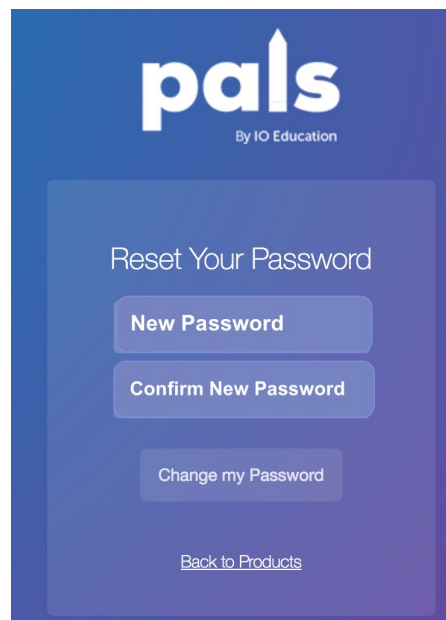 pals
By IO Education
Reset Your Password
New Password
Confirm New Password
Change my Password
Back to Products